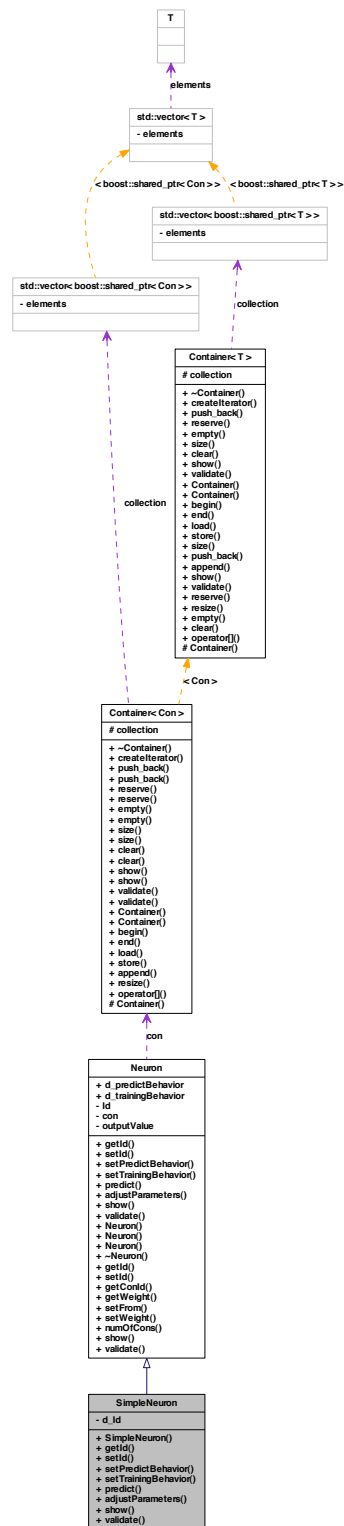 T
elements
std::vector< T >
- elements
< boost::shared_ptr< Con > >
< boost::shared_ptr< T > >
std::vector< boost::shared_ptr< T > >
- elements
std::vector< boost::shared_ptr< Con > >
- elements
collection
Container< T >
# collection
+ ~Container()
+ createIterator()
+ push_back()
+ reserve()
+ empty()
+ size()
+ clear()
+ show()
+ validate()
+ Container()
+ Container()
+ begin()
+ end()
+ load()
+ store()
+ size()
+ push_back()
+ append()
+ show()
+ validate()
+ reserve()
+ resize()
+ empty()
+ clear()
+ operator[]()
# Container()
collection
< Con >
Container< Con >
# collection
+ ~Container()
+ createIterator()
+ push_back()
+ push_back()
+ reserve()
+ reserve()
+ empty()
+ empty()
+ size()
+ size()
+ clear()
+ clear()
+ show()
+ show()
+ validate()
+ validate()
+ Container()
+ Container()
+ begin()
+ end()
+ load()
+ store()
+ append()
+ resize()
+ operator[]()
# Container()
con
Neuron
+ d_predictBehavior
+ d_trainingBehavior
- Id
- con
- outputValue
+ getId()
+ setId()
+ setPredictBehavior()
+ setTrainingBehavior()
+ predict()
+ adjustParameters()
+ show()
+ validate()
+ Neuron()
+ Neuron()
+ Neuron()
+ ~Neuron()
+ getId()
+ setId()
+ getConId()
+ getWeight()
+ setFrom()
+ setWeight()
+ numOfCons()
+ show()
+ validate()
SimpleNeuron
- d_Id
+ SimpleNeuron()
+ getId()
+ setId()
+ setPredictBehavior()
+ setTrainingBehavior()
+ predict()
+ adjustParameters()
+ show()
+ validate()